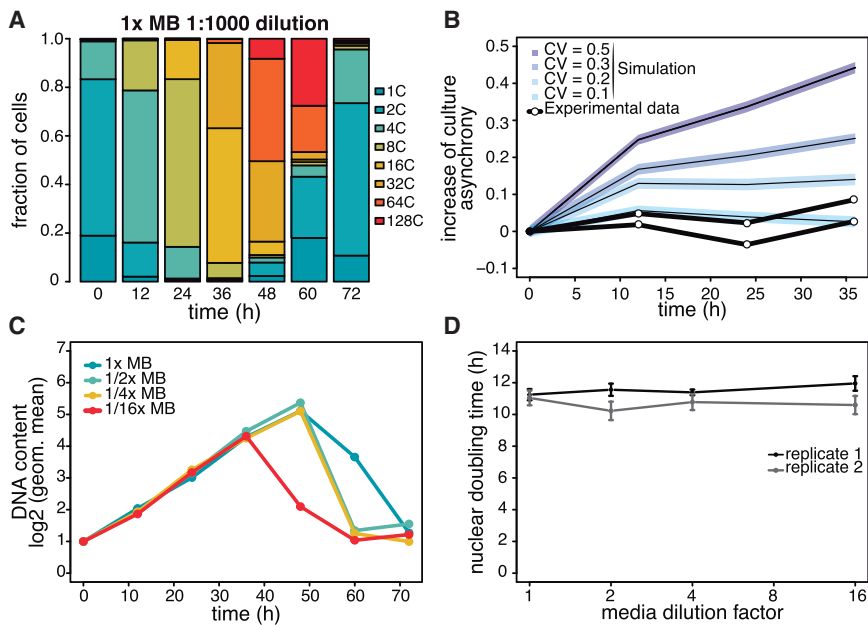 A
1x MB 1:1000 dilution
fraction of cells
1.0
0.8
0.6
0.4
0.2
0
0 12 24 36 48 60 72
time (h)
1C
2C
4C
8C
16C
32C
64C
128C
B
increase of culture
asynchrony
0.5
0.4
0.3
0.2
0.1
0.0
−0.1
CV = 0.5
CV = 0.3
CV = 0.2
CV = 0.1
Simulation
Experimental data
0 5 10 15 20 25 30 35
time (h)
C
DNA content
log2 (geom. mean)
7
6
5
4
3
2
1
0
1x MB
1/2x MB
1/4x MB
1/16x MB
0 10 20 30 40 50 60 70
time (h)
D
nuclear doubling time (h)
14
12
10
8
6
4
2
0
replicate 1
replicate 2
1 2 4 8 16
media dilution factor